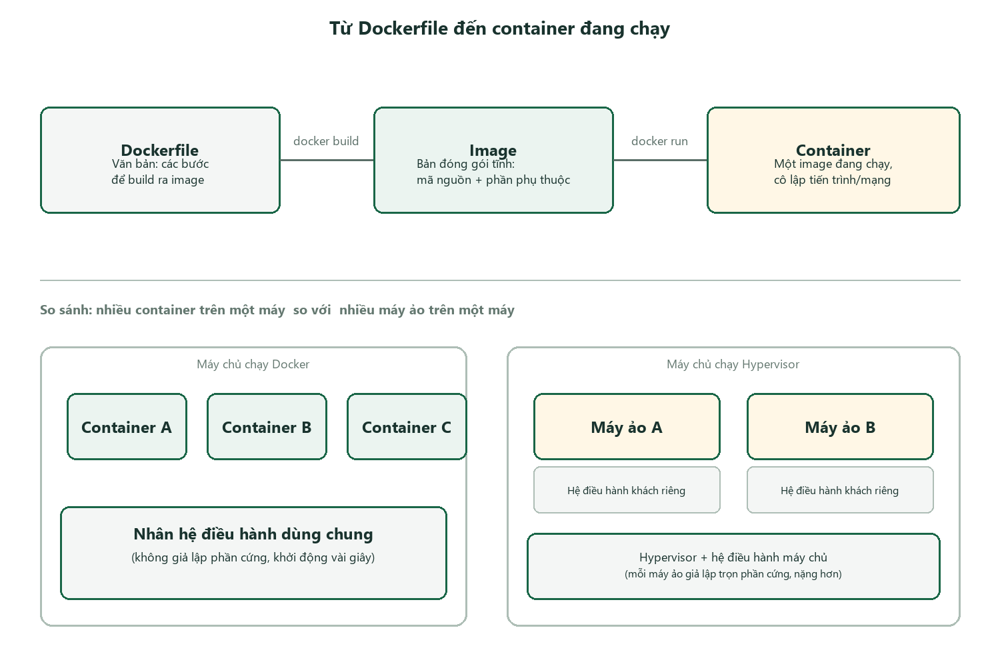 Từ Dockerfile đến container đang chạy
Dockerfile
Văn bản: các bước
để build ra image
docker build
Image
Bản đóng gói tĩnh:
mã nguồn + phần phụ thuộc
docker run
Container
Một image đang chạy,
cô lập tiến trình/mạng
So sánh: nhiều container trên một máy  so với  nhiều máy ảo trên một máy
Máy chủ chạy Docker
Container A
Container B
Container C
Nhân hệ điều hành dùng chung
(không giả lập phần cứng, khởi động vài giây)
Máy chủ chạy Hypervisor
Máy ảo A
Máy ảo B
Hệ điều hành khách riêng
Hệ điều hành khách riêng
Hypervisor + hệ điều hành máy chủ
(mỗi máy ảo giả lập trọn phần cứng, nặng hơn)